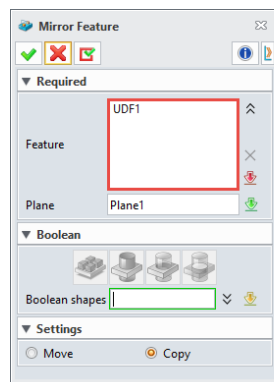 Mirror Feature
Required
UDF1
Feature
Plane
Plane1
Boolean
Boolean shapes
Settings
Move
Copy